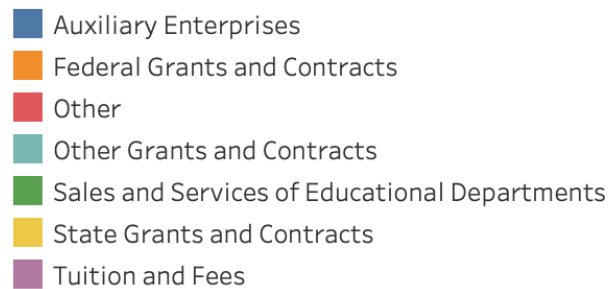 Auxiliary Enterprises
Federal Grants and Contracts
Other
Other Grants and Contracts
Sales and Services of Educational Departments
State Grants and Contracts
Tuition and Fees